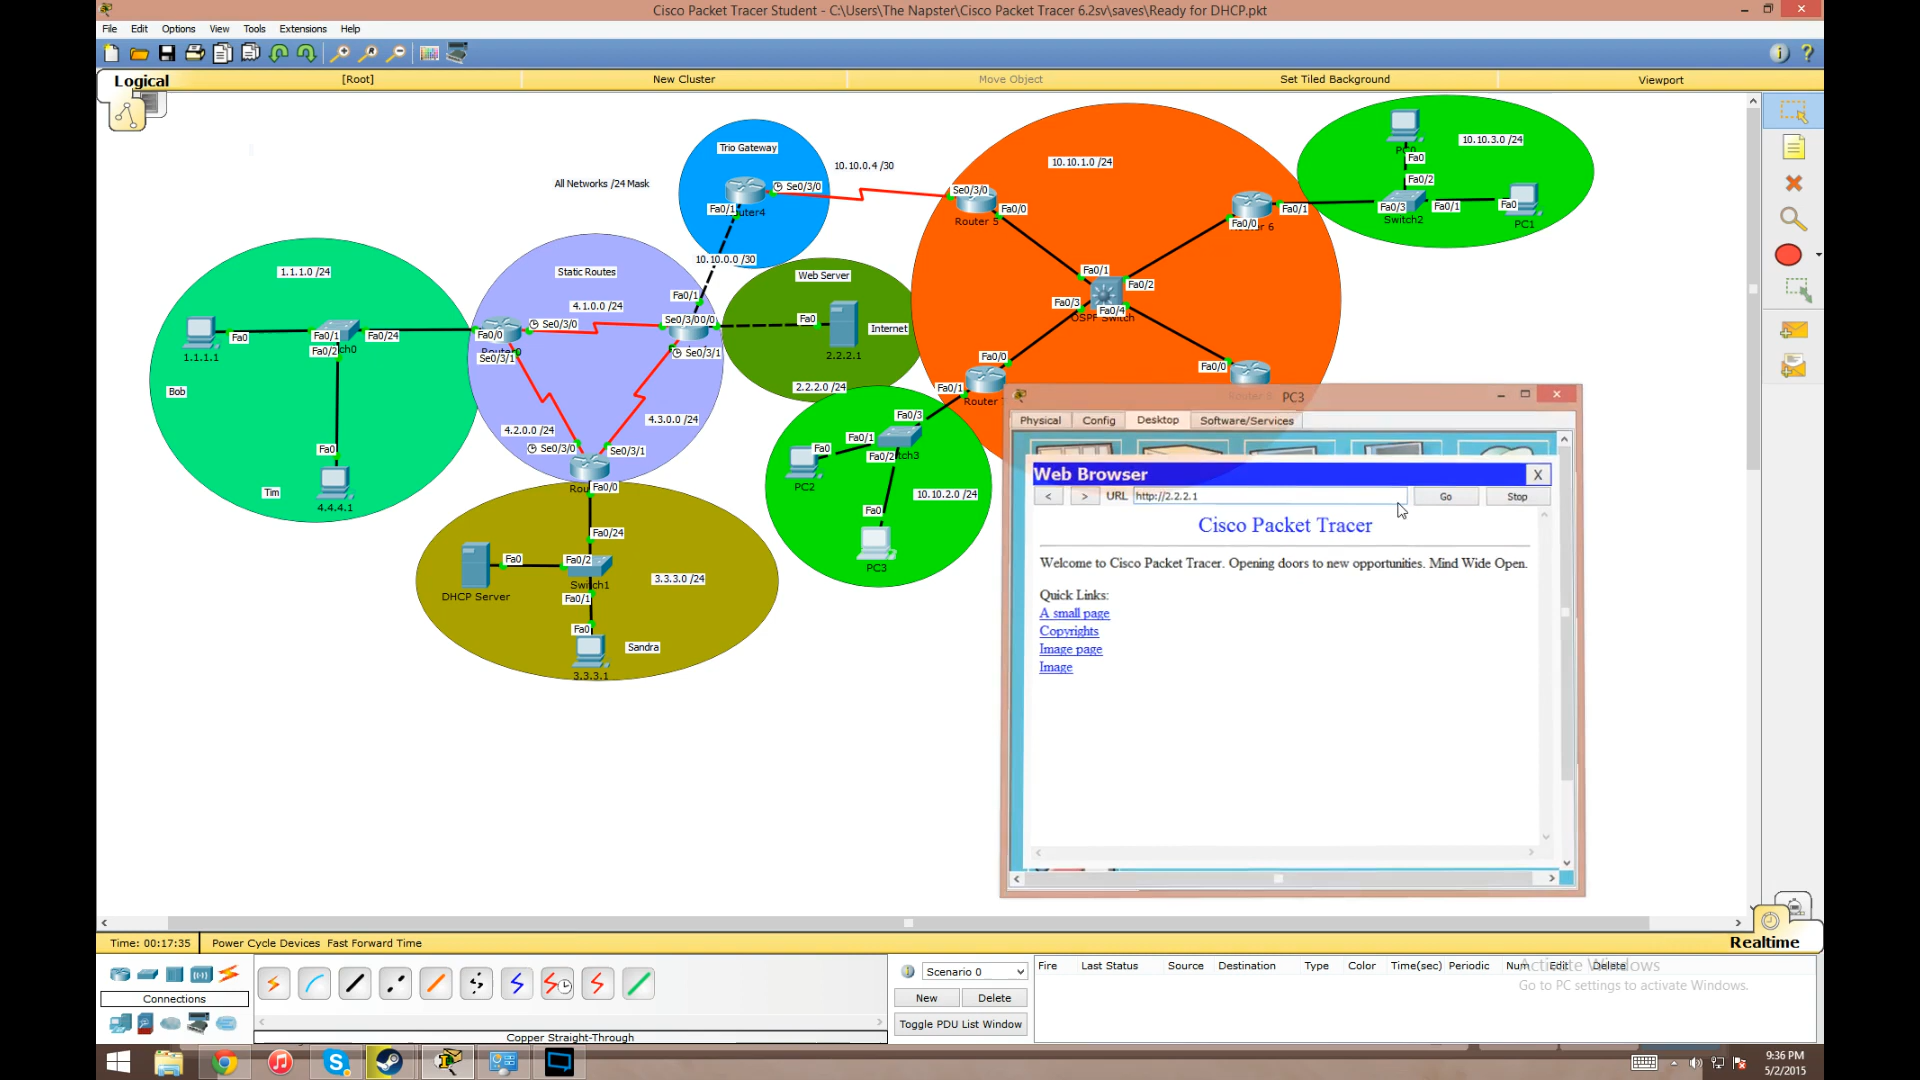 Cisco Packet Tracer Student - C:\Users\The Napster\Cisco Packet Tracer 6.2sv\saves\Ready for DHCP.pkt
File Edit Options View Tools Extensions Help
Logical
[Root]
New Cluster
Move Object
Set Tiled Background
Viewport
Trio Gateway
Se0/3/0
Fa0/1
10.10.0.4 /30
All Networks /24 Mask
10.10.0.0 /30
10.10.1.0 /24
Se0/3/0
Fa0/0
Router 5
Fa0/1
Fa0/0
Fa0/1
Fa0/2
Fa0/3
Fa0/4
OSPF Switch
PC0
Fa0
10.10.3.0 /24
Fa0/2
Fa0/3
Fa0/1
Fa0
Switch2
PC1
1.1.1.0 /24
Fa0
1.1.1.1
Fa0/1
Fa0/2
Fa0/24
Bob
Fa0
Tim
4.4.4.1
Static Routes
4.1.0.0 /24
Fa0/0
Se0/3/0
Se0/3/1
Fa0/1
Se0/3/1
4.2.0.0 /24
4.3.0.0 /24
Se0/3/0
Se0/3/1
Fa0/0
Web Server
Fa0
Internet
2.2.2.1
2.2.2.0 /24
Fa0/24
Fa0
Fa0/2
Switch1
DHCP Server
Fa0/1
3.3.3.0 /24
Fa0
Sandra
3.3.3.1
Fa0/0
Fa0/1
Fa0/0
Fa0/3
Fa0/1
Fa0
Fa0/2
PC2
10.10.2.0 /24
Fa0
PC3
PC3
Physical Config Desktop Software/Services
Web Browser X
< > URL http://2.2.2.1 Go Stop
Cisco Packet Tracer
Welcome to Cisco Packet Tracer. Opening doors to new opportunities. Mind Wide Open.
Quick Links:
A small page
Copyrights
Image page
Image
Time: 00:17:35 Power Cycle Devices Fast Forward Time
Realtime
Connections
Copper Straight-Through
Scenario 0
New Delete
Toggle PDU List Window
Fire Last Status Source Destination Type Color Time(sec) Periodic Num Edit Delete
Activate Windows
Go to PC settings to activate Windows.
9:36 PM
5/2/2015